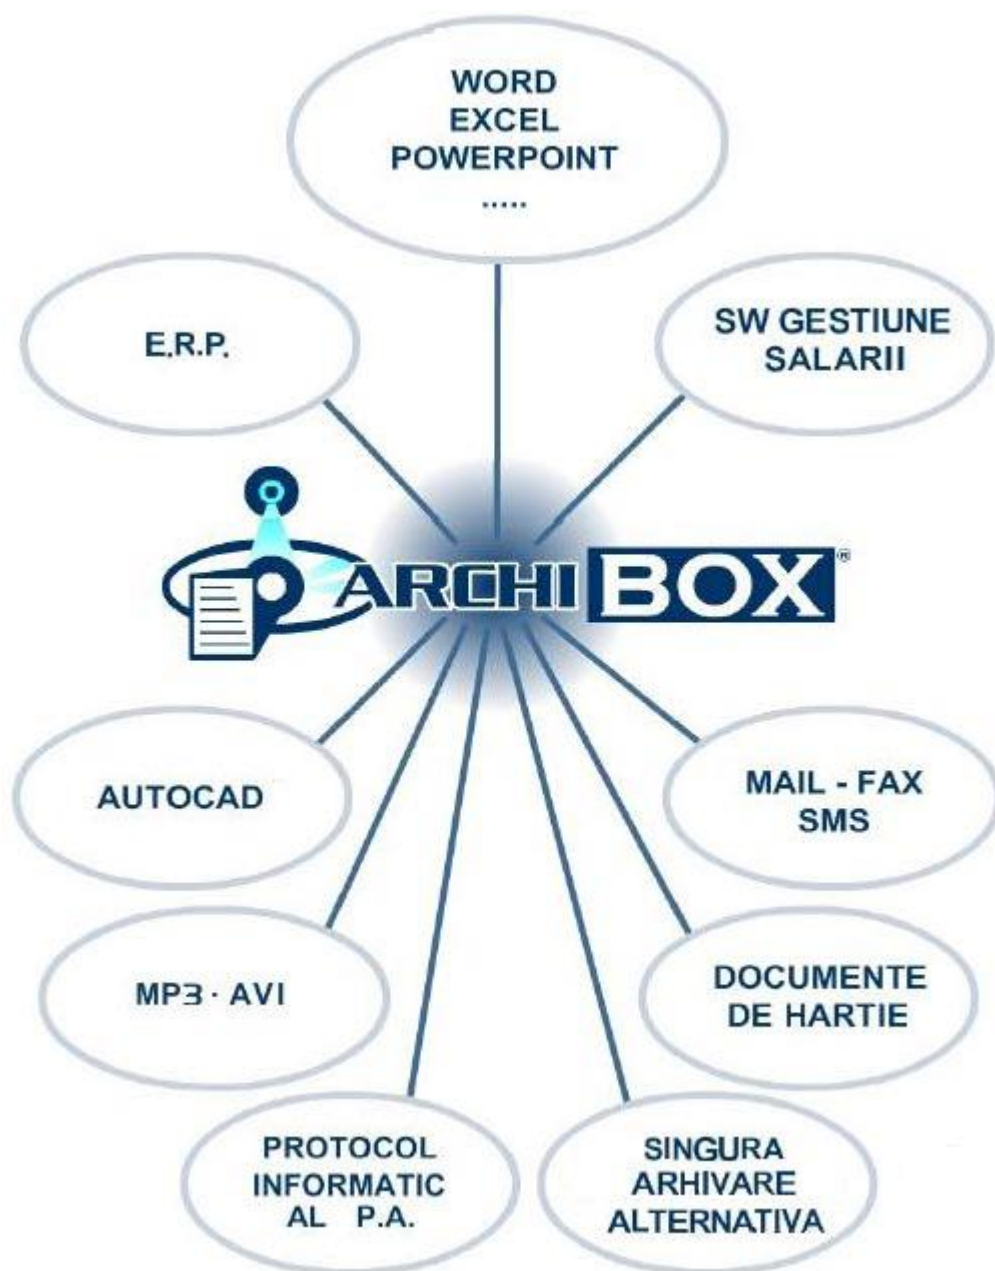 WORD
EXCEL
POWERPOINT
.....
E.R.P.
SW GESTIUNE
SALARII
ARCHIBOX®
AUTOCAD
MAIL - FAX
SMS
MP3 · AVI
DOCUMENTE
DE HARTIE
PROTOCOL
INFORMATIC
AL P.A.
SINGURA
ARHIVARE
ALTERNATIVA